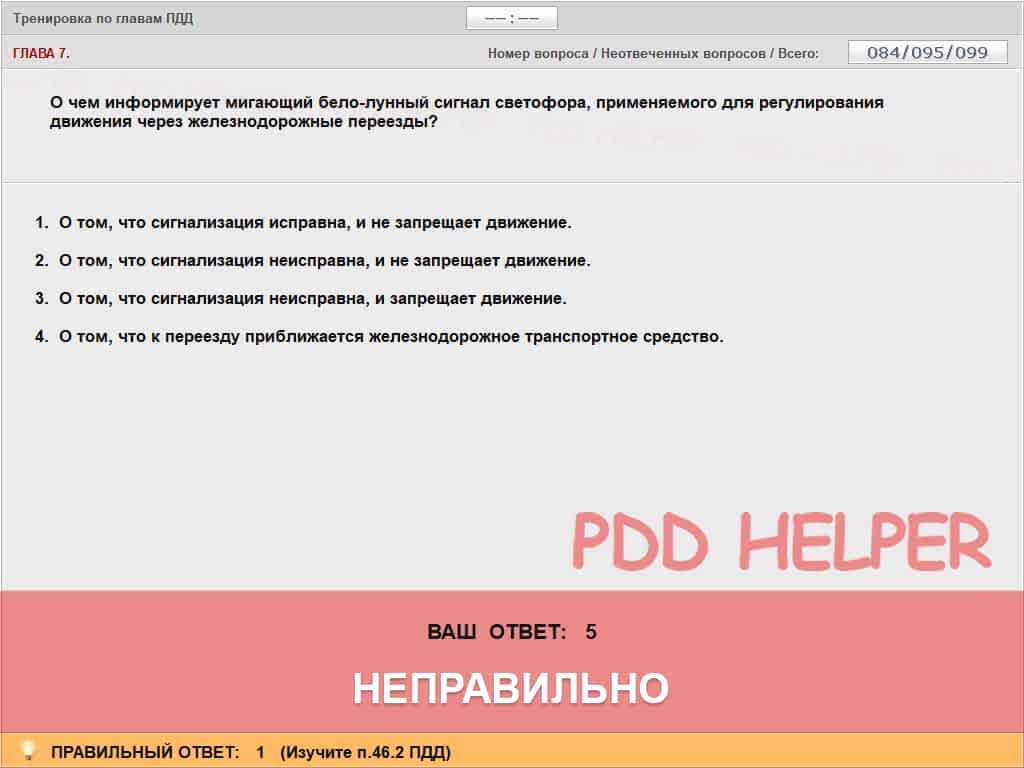 Тренировка по главам ПДД
—— : ——
ГЛАВА 7.
Номер вопроса / Неотвеченных вопросов / Всего:
084/095/099
О чем информирует мигающий бело-лунный сигнал светофора, применяемого для регулирования
движения через железнодорожные переезды?
1. О том, что сигнализация исправна, и не запрещает движение.
2. О том, что сигнализация неисправна, и не запрещает движение.
3. О том, что сигнализация неисправна, и запрещает движение.
4. О том, что к переезду приближается железнодорожное транспортное средство.
PDD HELPER
ВАШ ОТВЕТ: 5
НЕПРАВИЛЬНО
ПРАВИЛЬНЫЙ ОТВЕТ: 1 (Изучите п.46.2 ПДД)